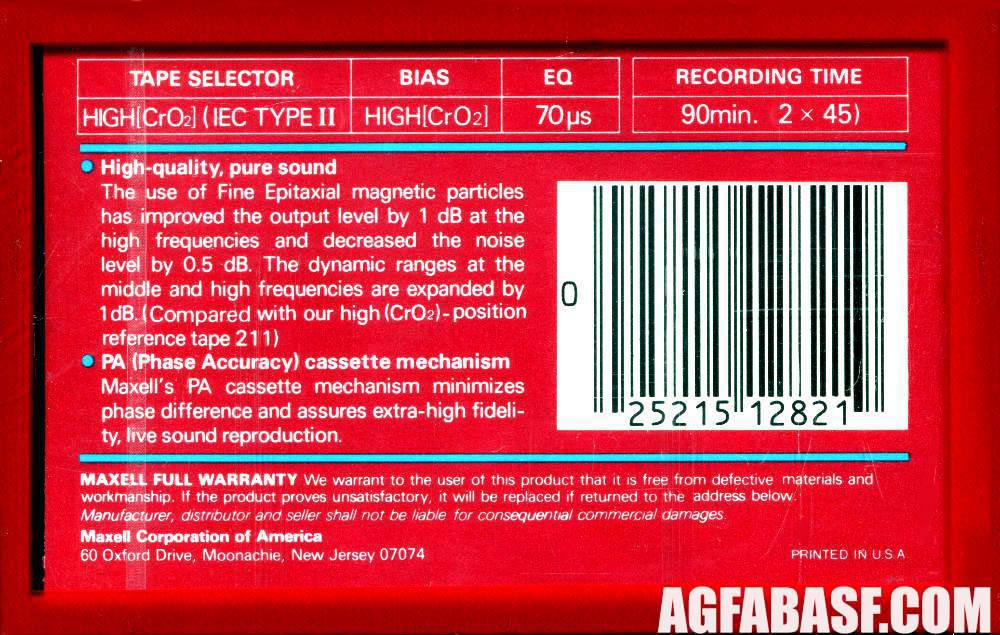 TAPE SELECTOR BIAS EQ RECORDING TIME
HIGH[CrO₂] (IEC TYPE II HIGH[CrO₂] 70µs 90min. 2 × 45)
• High-quality, pure sound
The use of Fine Epitaxial magnetic particles
has improved the output level by 1 dB at the
high frequencies and decreased the noise
level by 0.5 dB. The dynamic ranges at the
middle and high frequencies are expanded by
1dB. (Compared with our high (CrO₂)-position
reference tape 211)
• PA (Phase Accuracy) cassette mechanism
Maxell's PA cassette mechanism minimizes
phase difference and assures extra-high fideli-
ty, live sound reproduction.
0
25215 12821
MAXELL FULL WARRANTY We warrant to the user of this product that it is free from defective materials and
workmanship. If the product proves unsatisfactory, it will be replaced if returned to the address below.
Manufacturer, distributor and seller shall not be liable for consequential commercial damages.
Maxell Corporation of America
60 Oxford Drive, Moonachie, New Jersey 07074
PRINTED IN U.S.A.
AGFABASF.COM